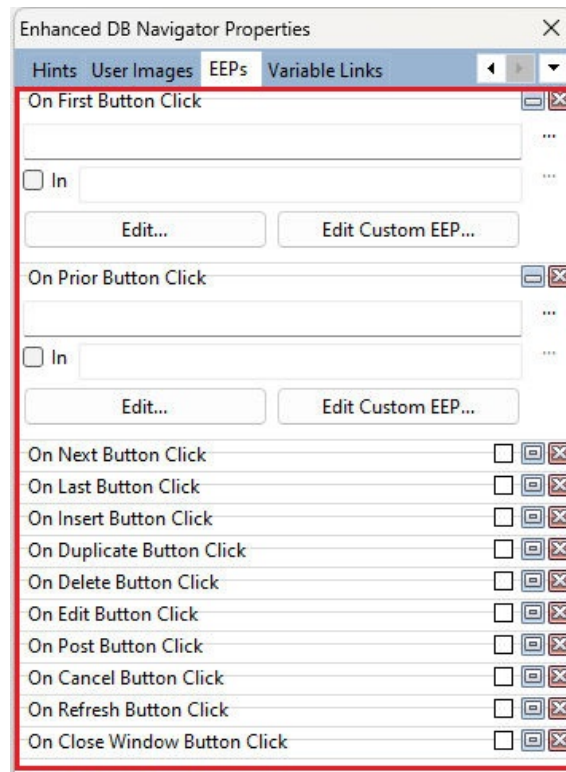 Enhanced DB Navigator Properties
Hints User Images EEPs Variable Links
On First Button Click
...
In
...
Edit... Edit Custom EEP...
On Prior Button Click
...
In
...
Edit... Edit Custom EEP...
On Next Button Click
On Last Button Click
On Insert Button Click
On Duplicate Button Click
On Delete Button Click
On Edit Button Click
On Post Button Click
On Cancel Button Click
On Refresh Button Click
On Close Window Button Click